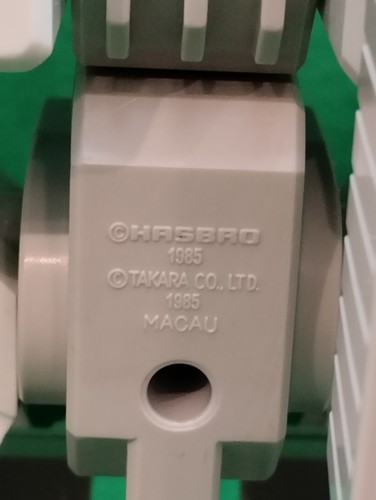 ©HASBRO
1985
©TAKARA CO., LTD.
1985
MACAU